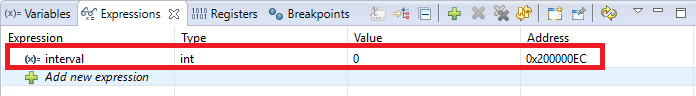 (x)= Variables Expressions Registers Breakpoints
Expression Type Value Address
(x)= interval int 0 0x200000EC
Add new expression